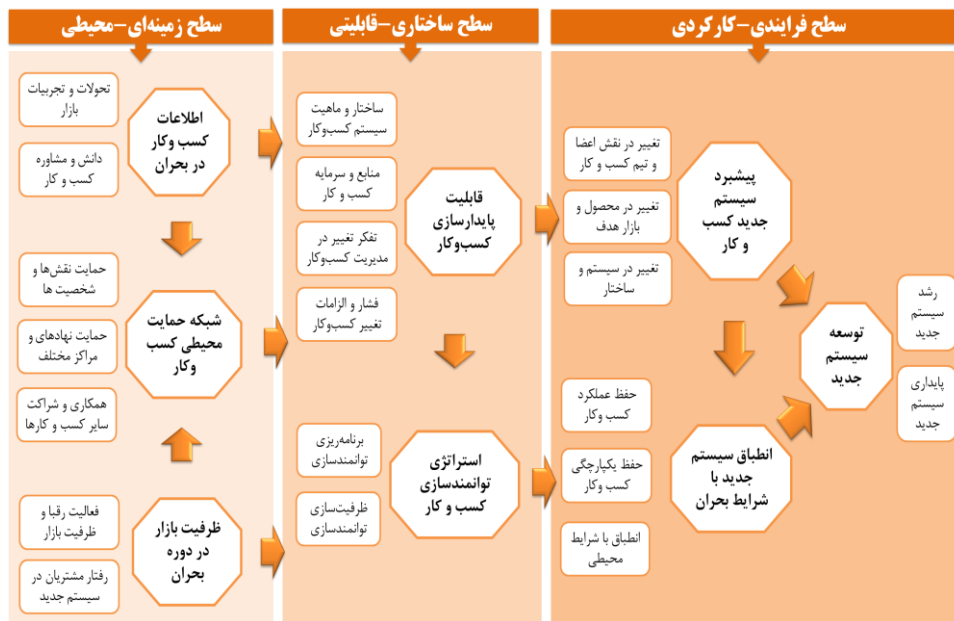 سطح زمینه‌ای-محیطی
تحولات و تجربیات
بازار
دانش و مشاوره
کسب و کار
اطلاعات
کسب وکار
در بحران
حمایت نقش‌ها و
شخصیت ها
حمایت نهادهای و
مراکز مختلف
همکاری و شراکت
سایر کسب و کارها
شبکه حمایت
محیطی کسب
وکار
فعالیت رقبا و
ظرفیت بازار
رفتار مشتریان در
سیستم جدید
ظرفیت بازار
در دوره
بحران
سطح ساختاری-قابلیتی
ساختار و ماهیت
سیستم کسب‌وکار
منابع و سرمایه
کسب و کار
تفکر تغییر در
مدیریت کسب‌وکار
فشار و الزامات
تغییر کسب‌وکار
قابلیت
پایدارسازی
کسب‌وکار
برنامه‌ریزی
توانمندسازی
ظرفیت‌سازی
توانمندسازی
استراتژی
توانمندسازی
کسب و کار
سطح فرایندی-کارکردی
تغییر در نقش اعضا
و تیم کسب و کار
تغییر در محصول و
بازار هدف
تغییر در سیستم و
ساختار
پیشبرد
سیستم
جدید کسب
و کار
حفظ عملکرد
کسب وکار
حفظ یکپارچگی
کسب وکار
انطباق با شرایط
محیطی
انطباق سیستم
جدید با
شرایط بحران
توسعه
سیستم
جدید
رشد
سیستم
جدید
پایداری
سیستم
جدید